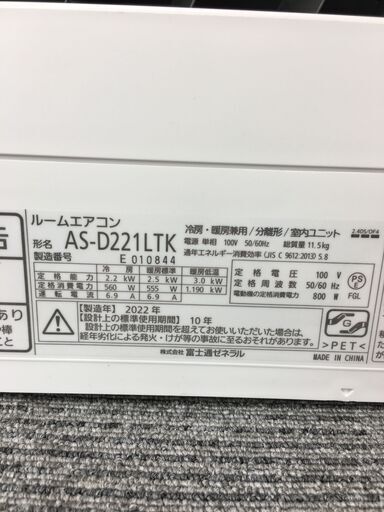 ルームエアコン
冷房・暖房兼用/分離形/室内ユニット
2.405/OF4
形名 AS-D221LTK
電源 単相 100V 50/60Hz 総質量 11.5kg
製造番号 E 010844
通年エネルギー消費効率(JIS C 9612:2013) 5.8
冷房 暖房標準 暖房低温
定格能力 2.2 kW 2.5 kW 3.0 kW
定格消費電力 560 W 555 W 1.190 kW
運転電流 6.9 A 6.9 A
定格電圧 100 V
定格周波数 50/60 Hz
電動機の定格消費電力 800 W
FGL
【製造年】2022年
【設計上の標準使用期間】10年
設計上の標準使用期間を超えてお使いいただいた場合は、
経年劣化による発火・けが等の事故に至るおそれがあります。
株式会社 富士通ゼネラル
G
>PET<
MADE IN CHINA
告
あり
や棒
こと